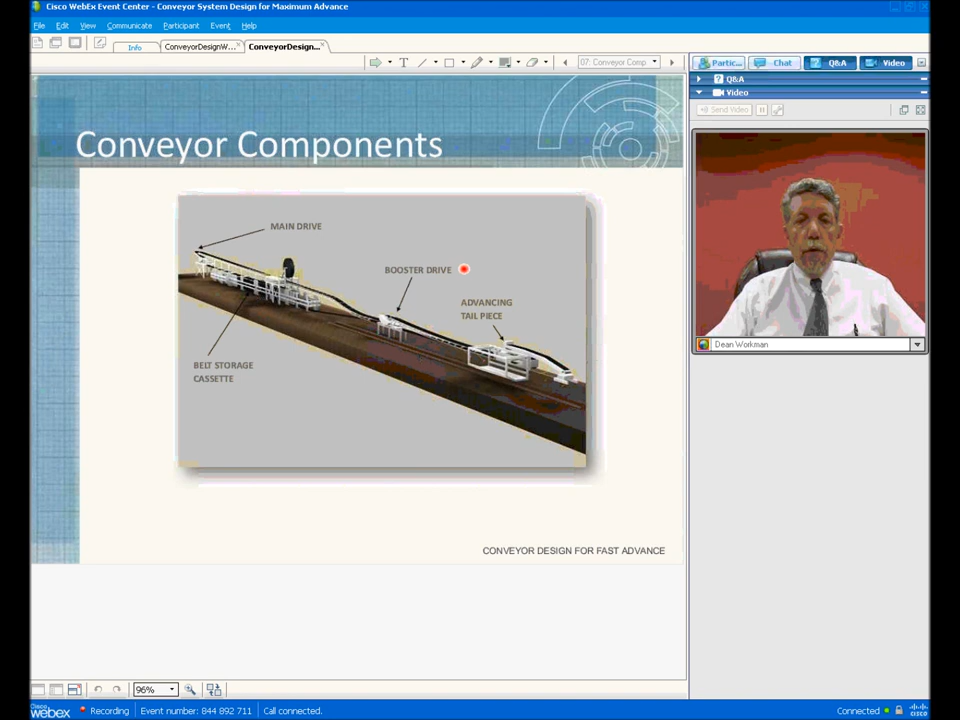 Cisco WebEx Event Center - Conveyor System Design for Maximum Advance
File Edit View Communicate Participant Event Help
Info ConveyorDesignW... ConveyorDesign...
T 07: Conveyor Comp
Partic... Chat Q&A Video
Q&A
Video
Send Video
Conveyor Components
MAIN DRIVE
BOOSTER DRIVE
ADVANCING
TAIL PIECE
BELT STORAGE
CASSETTE
Dean Workman
CONVEYOR DESIGN FOR FAST ADVANCE
96%
Cisco webex Recording Event number: 844 892 711 Call connected. Connected CISCO